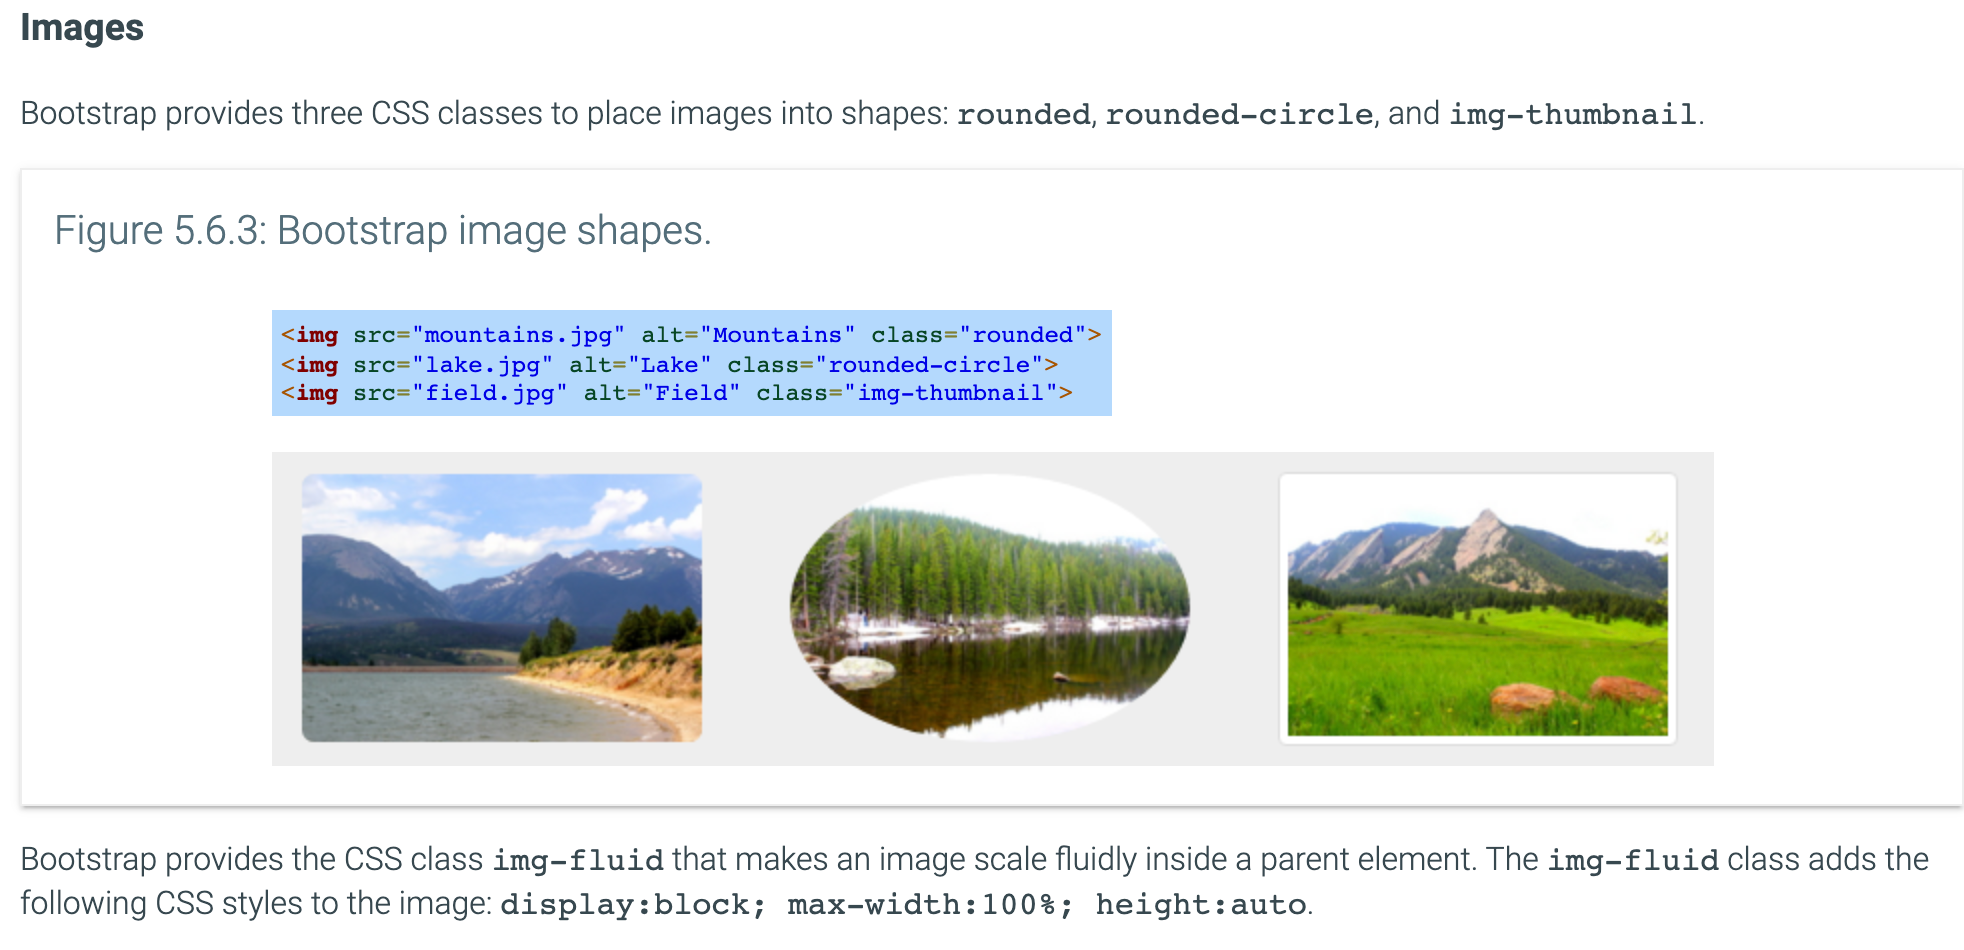 Images
Bootstrap provides three CSS classes to place images into shapes: rounded, rounded-circle, and img-thumbnail.
Figure 5.6.3: Bootstrap image shapes.
<img src="mountains.jpg" alt="Mountains" class="rounded">
<img src="lake.jpg" alt="Lake" class="rounded-circle">
<img src="field.jpg" alt="Field" class="img-thumbnail">
Bootstrap provides the CSS class img-fluid that makes an image scale fluidly inside a parent element. The img-fluid class adds the
following CSS styles to the image: display:block; max-width:100%; height:auto.